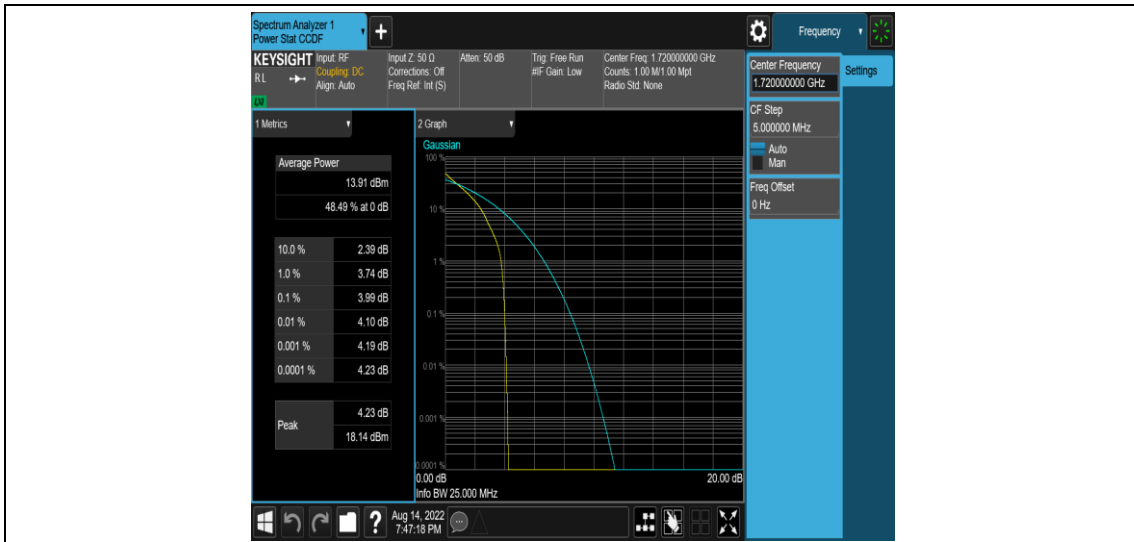 Spectrum Analyzer 1
Power Stat CCDF
+
Frequency
KEYSIGHT
RL
LXI
Input: RF
Coupling: DC
Align: Auto
Input Z: 50 Ω
Corrections: Off
Freq Ref: Int (S)
Atten: 50 dB
Trig: Free Run
#IF Gain: Low
Center Freq: 1.720000000 GHz
Counts: 1.00 M/1.00 Mpt
Radio Std: None
Center Frequency
1.720000000 GHz
Settings
CF Step
5.000000 MHz
Auto
Man
Freq Offset
0 Hz
1 Metrics
Average Power
13.91 dBm
48.49 % at 0 dB
10.0 % 2.39 dB
1.0 % 3.74 dB
0.1 % 3.99 dB
0.01 % 4.10 dB
0.001 % 4.19 dB
0.0001 % 4.23 dB
Peak
4.23 dB
18.14 dBm
2 Graph
Gaussian
100 %
10 %
1 %
0.1 %
0.01 %
0.001 %
0.0001 %
0.00 dB 20.00 dB
Info BW 25.000 MHz
?
Aug 14, 2022
7:47:18 PM